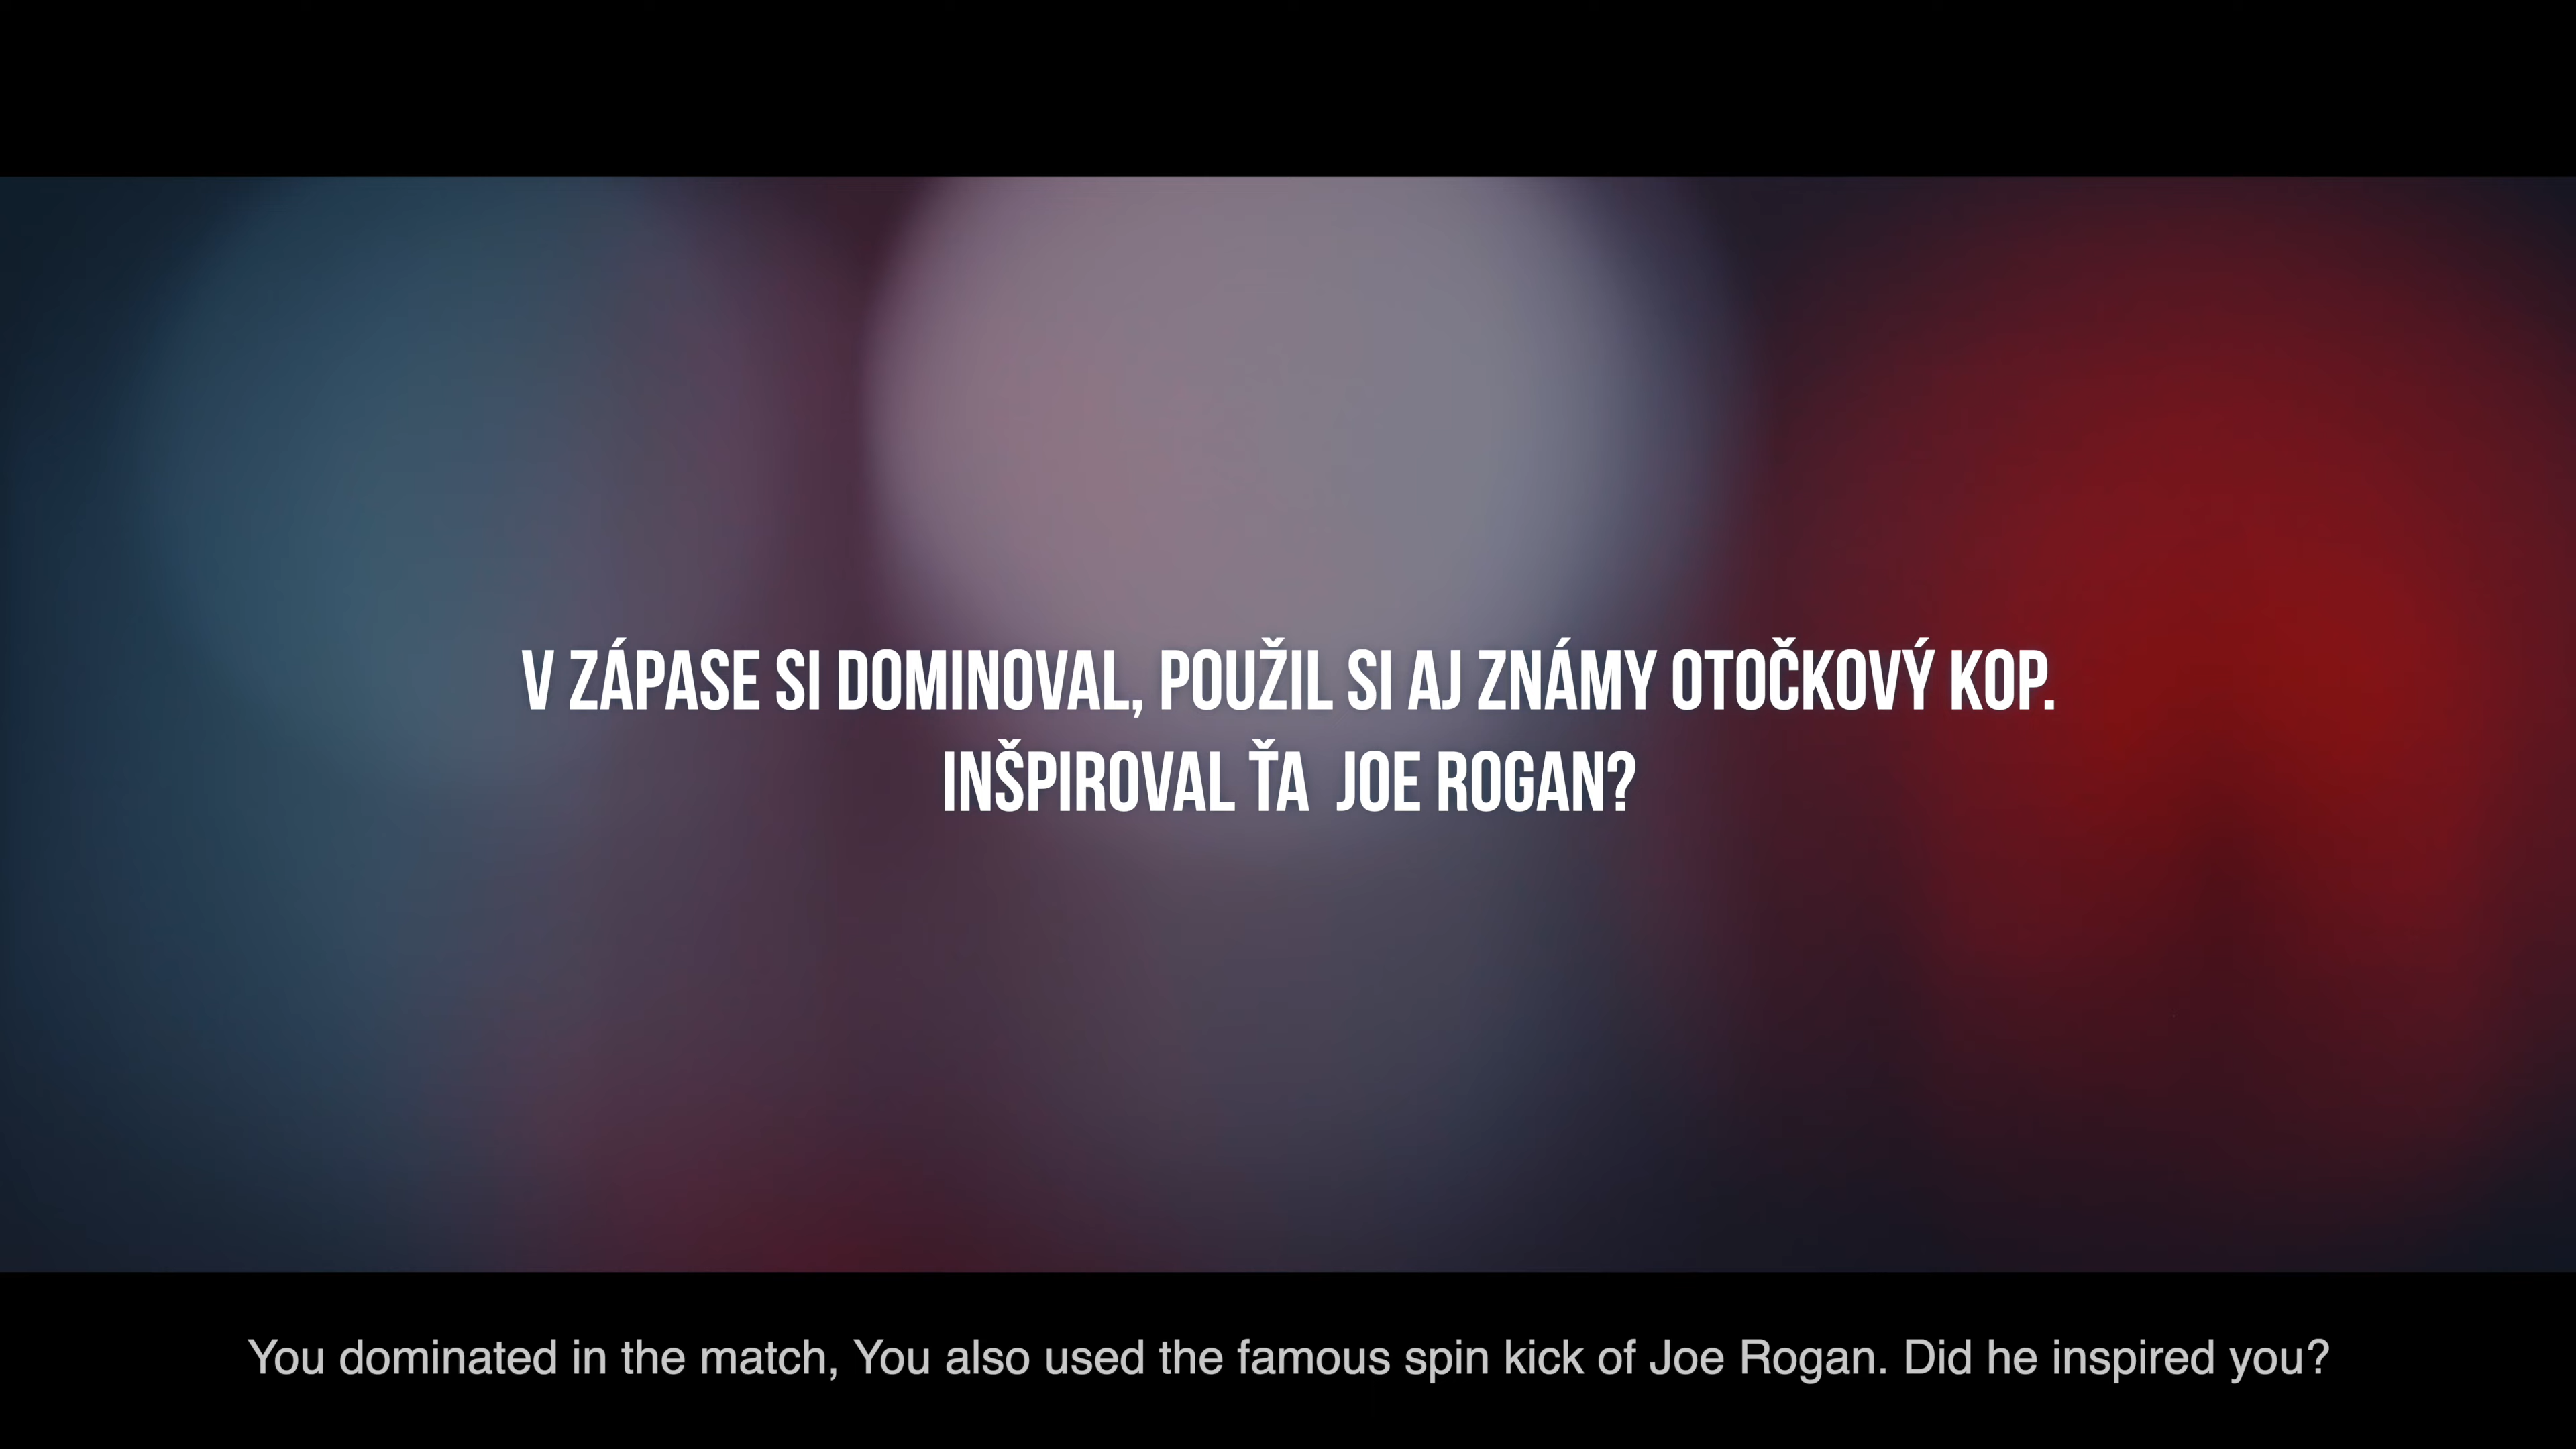 V ZÁPASE SI DOMINOVAL, POUŽIL SI AJ ZNÁMY OTOČKOVÝ KOP.
INŠPIROVAL ŤA JOE ROGAN?
You dominated in the match, You also used the famous spin kick of Joe Rogan. Did he inspired you?